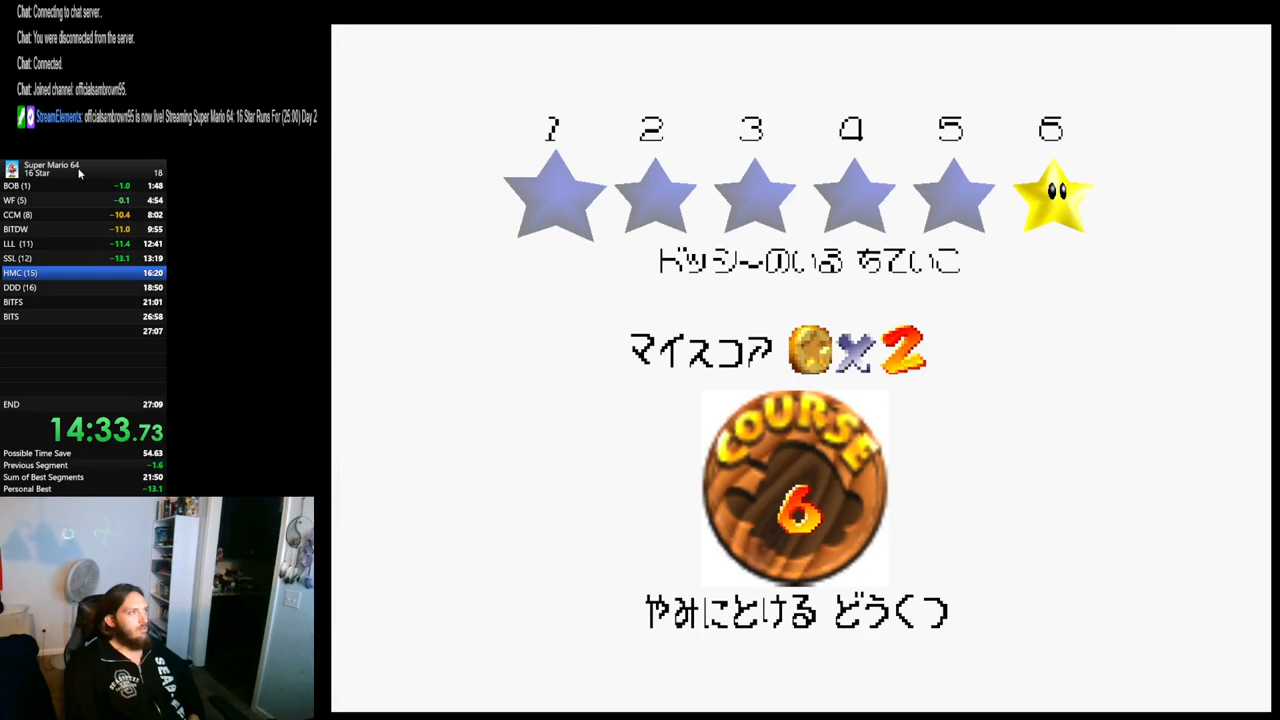 Chat: Connecting to chat server..
Chat: You were disconnected from the server.
Chat: Connected.
Chat: Joined channel: officialsambrown95.
StreamElements: officialsambrown95 is now live! Streaming Super Mario 64: 16 Star Runs For (25:00) Day 2
Super Mario 64
16 Star 18
BOB (1) −1.0 1:48
WF (5) −0.1 4:54
CCM (8) −10.4 8:02
BITDW −11.0 9:55
LLL (11) −11.4 12:41
SSL (12) −13.1 13:19
HMC (15) 16:20
DDD (16) 18:50
BITFS 21:01
BITS 26:58
27:07
END 27:09
14:33.73
Possible Time Save 54.63
Previous Segment −1.6
Sum of Best Segments 21:50
Personal Best −13.1
1 2 3 4 5 6
ドッシーのいる ちていこ
マイスコア × 2
COURSE
6
やみにとける どうくつ
SEAD